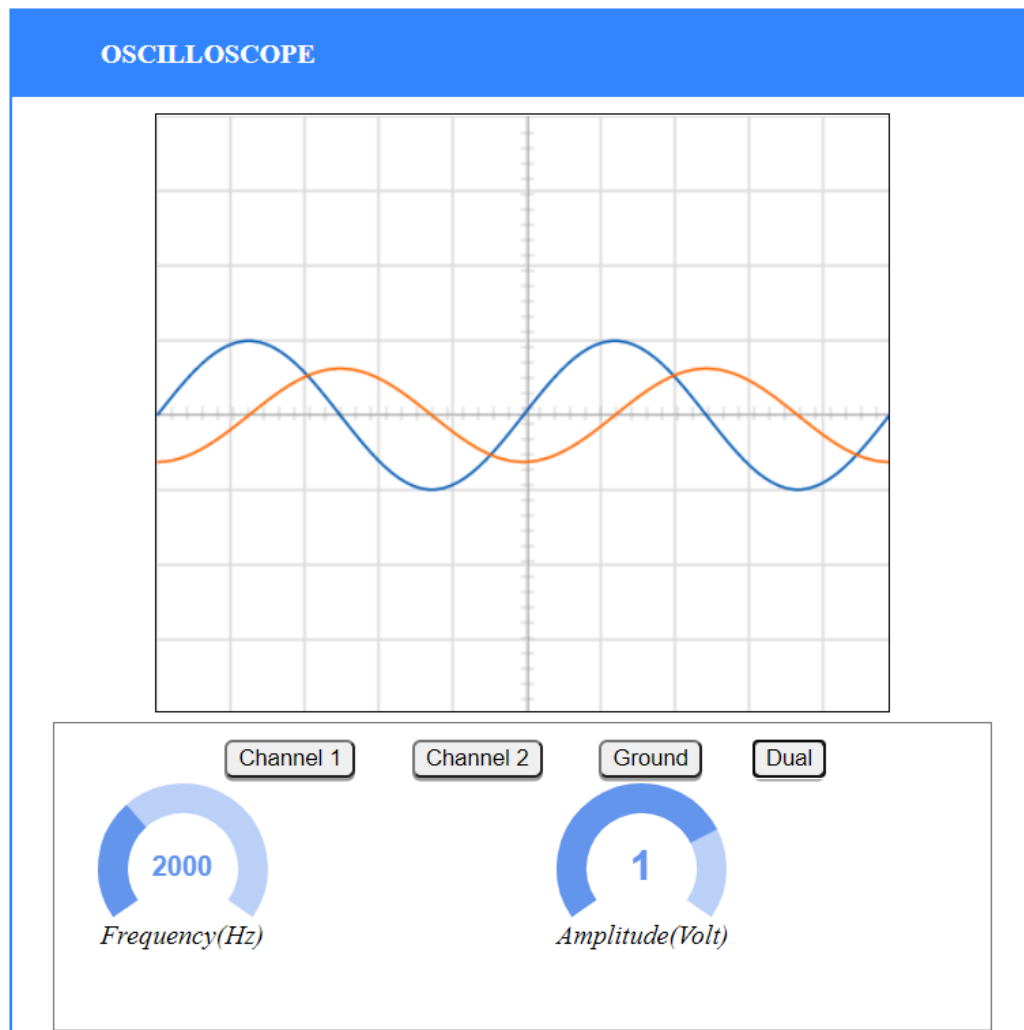 OSCILLOSCOPE
Channel 1 Channel 2 Ground Dual
2000 1
Frequency(Hz) Amplitude(Volt)